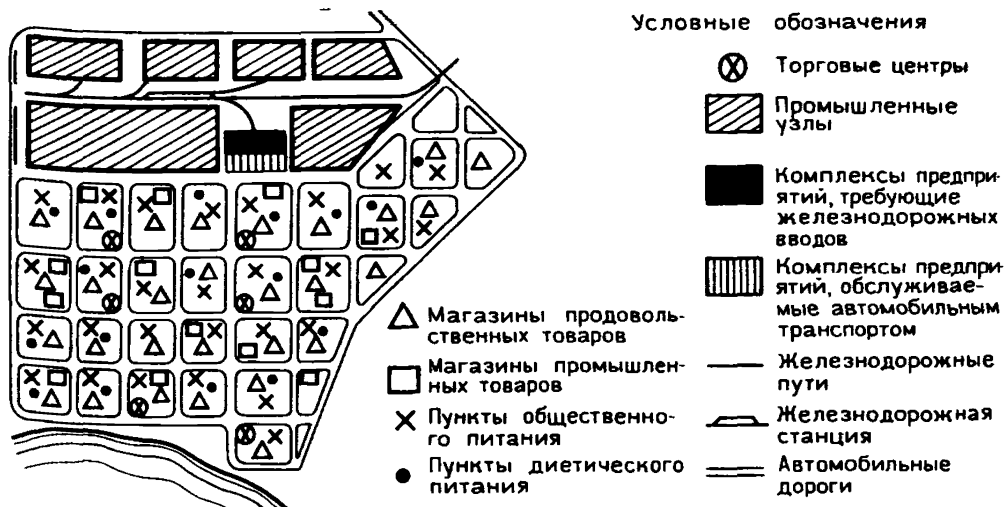 Условные обозначения
Торговые центры
Промышленные
узлы
Комплексы предпри-
ятий, требующие
железнодорожных
вводов
Комплексы предпри-
ятий, обслуживае-
мые автомобильным
транспортом
Железнодорожные
пути
Железнодорожная
станция
Автомобильные
дороги
Магазины продоволь-
ственных товаров
Магазины промышлен-
ных товаров
Пункты общественно-
го питания
Пункты диетического
питания